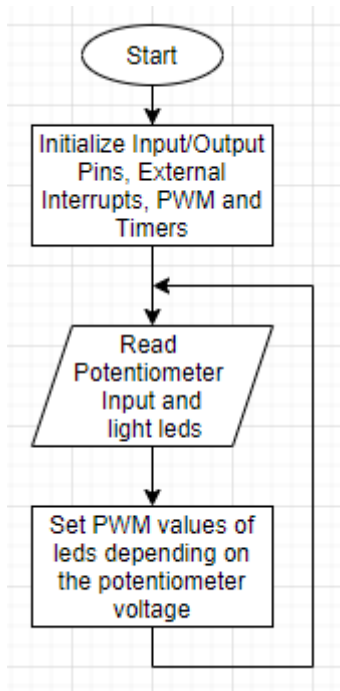 Start
Initialize Input/Output
Pins, External
Interrupts, PWM and
Timers
Read
Potentiometer
Input and
light leds
Set PWM values of
leds depending on
the potentiometer
voltage